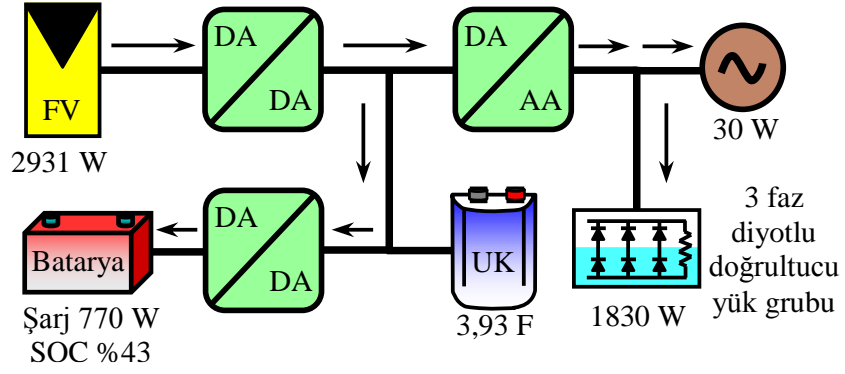 FV
2931 W
DA
DA
DA
AA
30 W
Batarya
Şarj 770 W
SOC %43
DA
DA
UK
3,93 F
1830 W
3 faz
diyotlu
doğrultucu
yük grubu